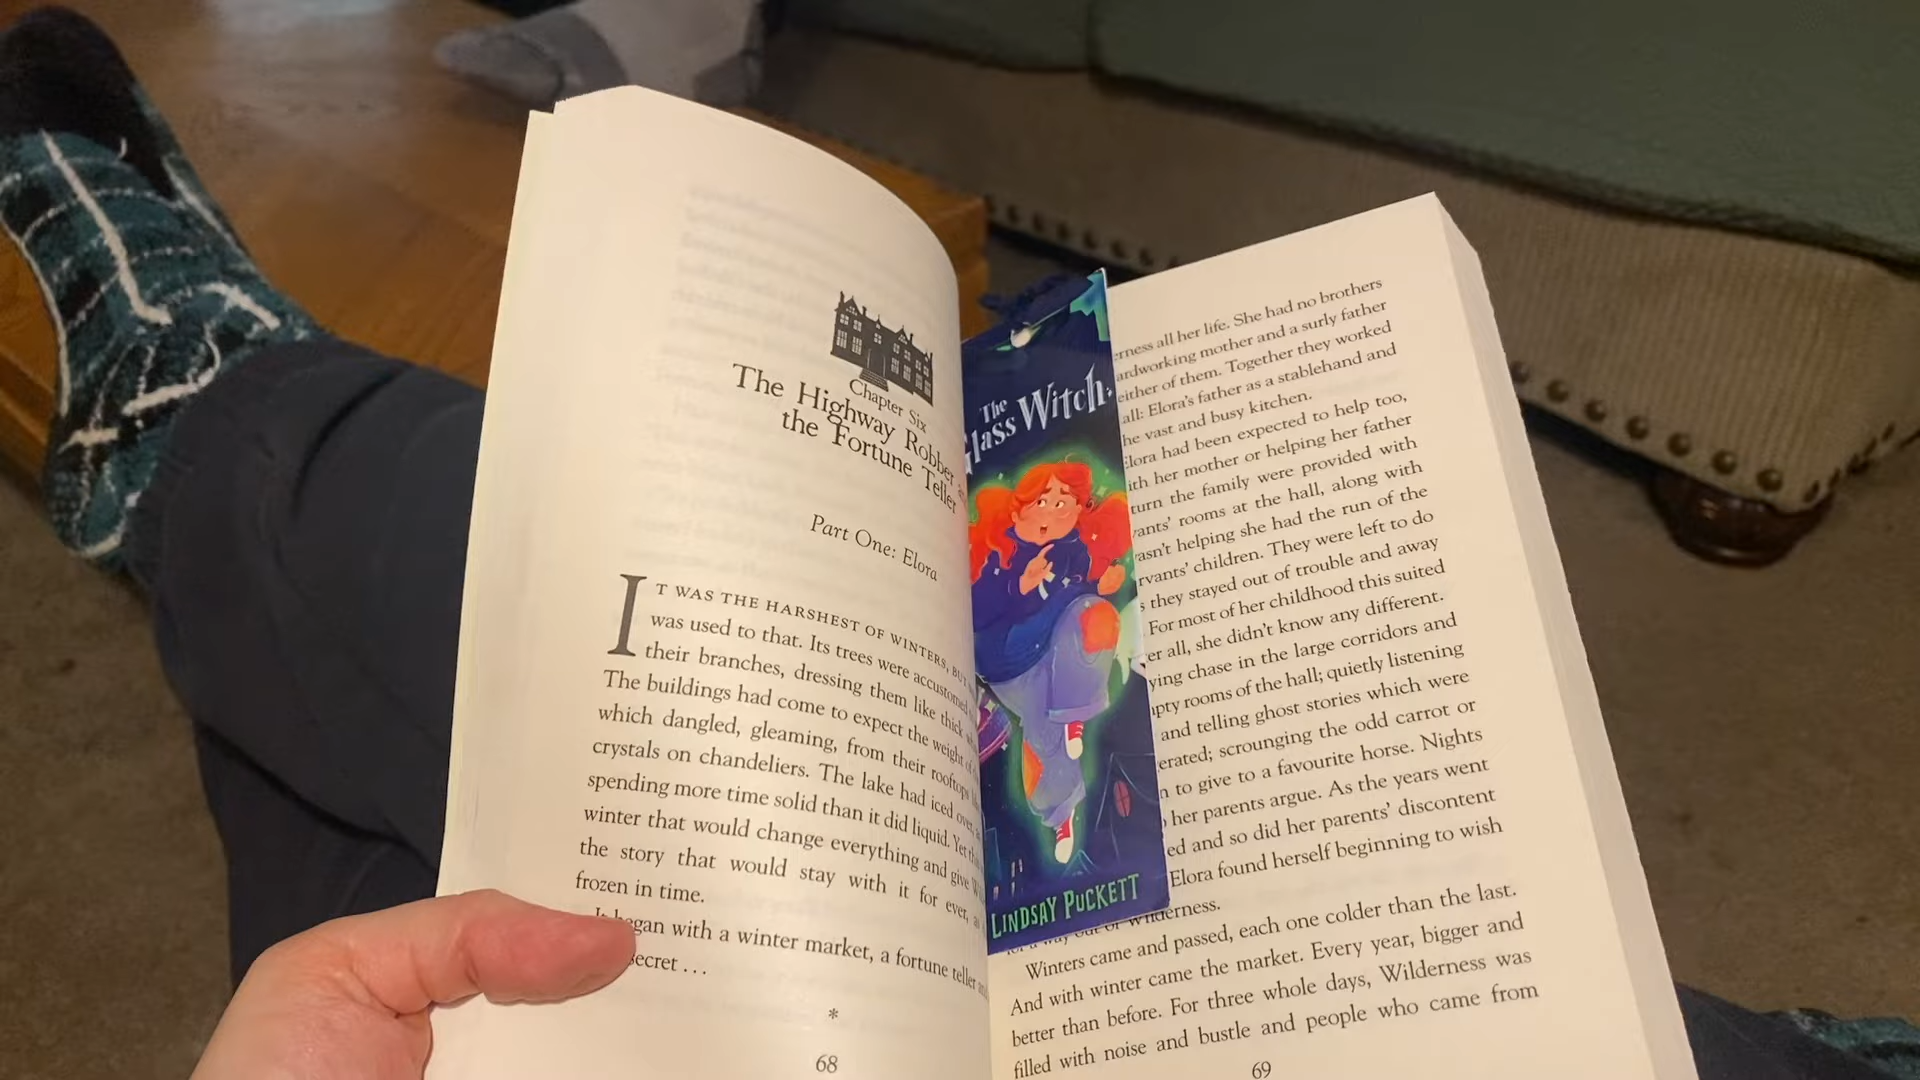 Chapter Six
The Highway Robber
the Fortune Teller
Part One: Elora
IT WAS THE HARSHEST OF WINTERS, BUT
was used to that. Its trees were accustomed
their branches, dressing them like thick
The buildings had come to expect the weight of
which dangled, gleaming, from their rooftops
crystals on chandeliers. The lake had iced over,
spending more time solid than it did liquid. Yet
winter that would change everything and give
the story that would stay with it for ever,
frozen in time.
with a winter market, a fortune teller
secret ...
*
68
The
Glass Witch
LINDSAY PUCKETT
all her life. She had no brothers
mother and a surly father
either of them. Together they worked
all: Elora's father as a stablehand and
vast and busy kitchen.
Elora had been expected to help too,
her mother or helping her father
turn the family were provided with
rooms at the hall, along with
helping she had the run of the
children. They were left to do
they stayed out of trouble and away
For most of her childhood this suited
all, she didn't know any different.
chase in the large corridors and
rooms of the hall; quietly listening
and telling ghost stories which were
scrounging the odd carrot or
to give to a favourite horse. Nights
her parents argue. As the years went
and so did her parents' discontent
Elora found herself beginning to wish
for a way out of Wilderness.
Winters came and passed, each one colder than the last.
And with winter came the market. Every year, bigger and
better than before. For three whole days, Wilderness was
filled with noise and bustle and people who came from
69